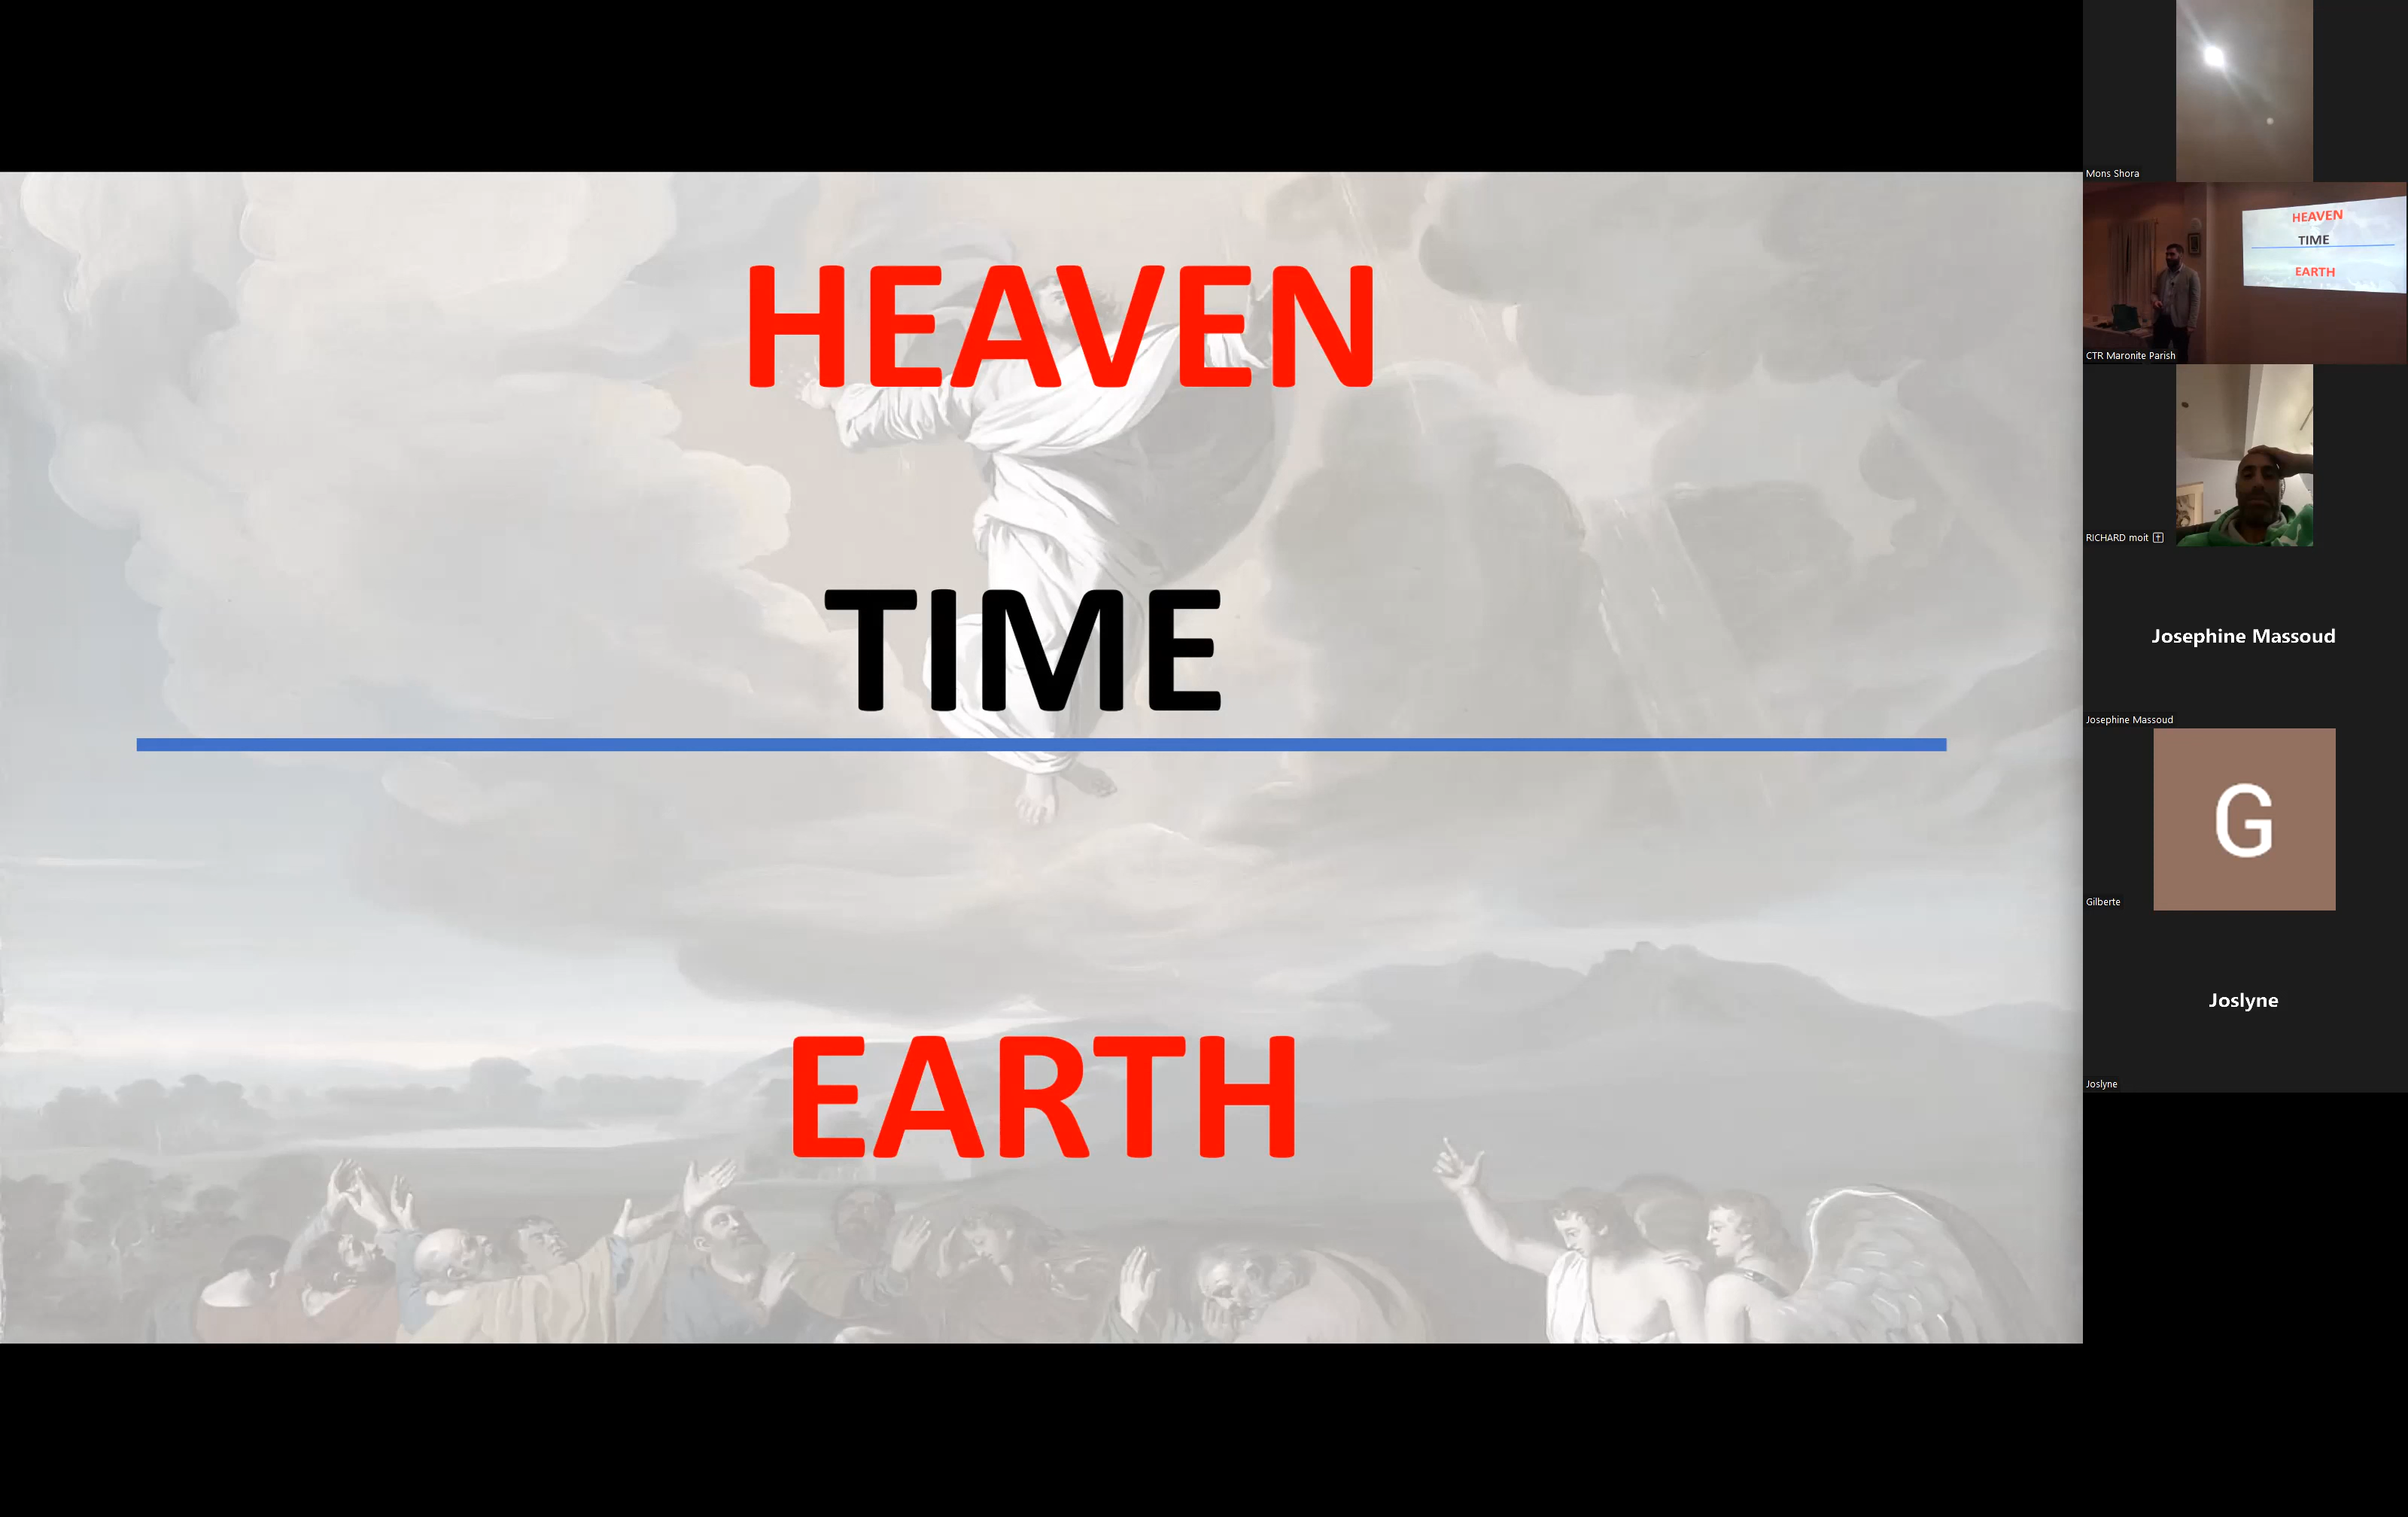 HEAVEN
TIME
EARTH
Mons Shora
HEAVEN
TIME
EARTH
CTR Maronite Parish
RICHARD moit
Josephine Massoud
Josephine Massoud
G
Gilberte
Joslyne
Joslyne